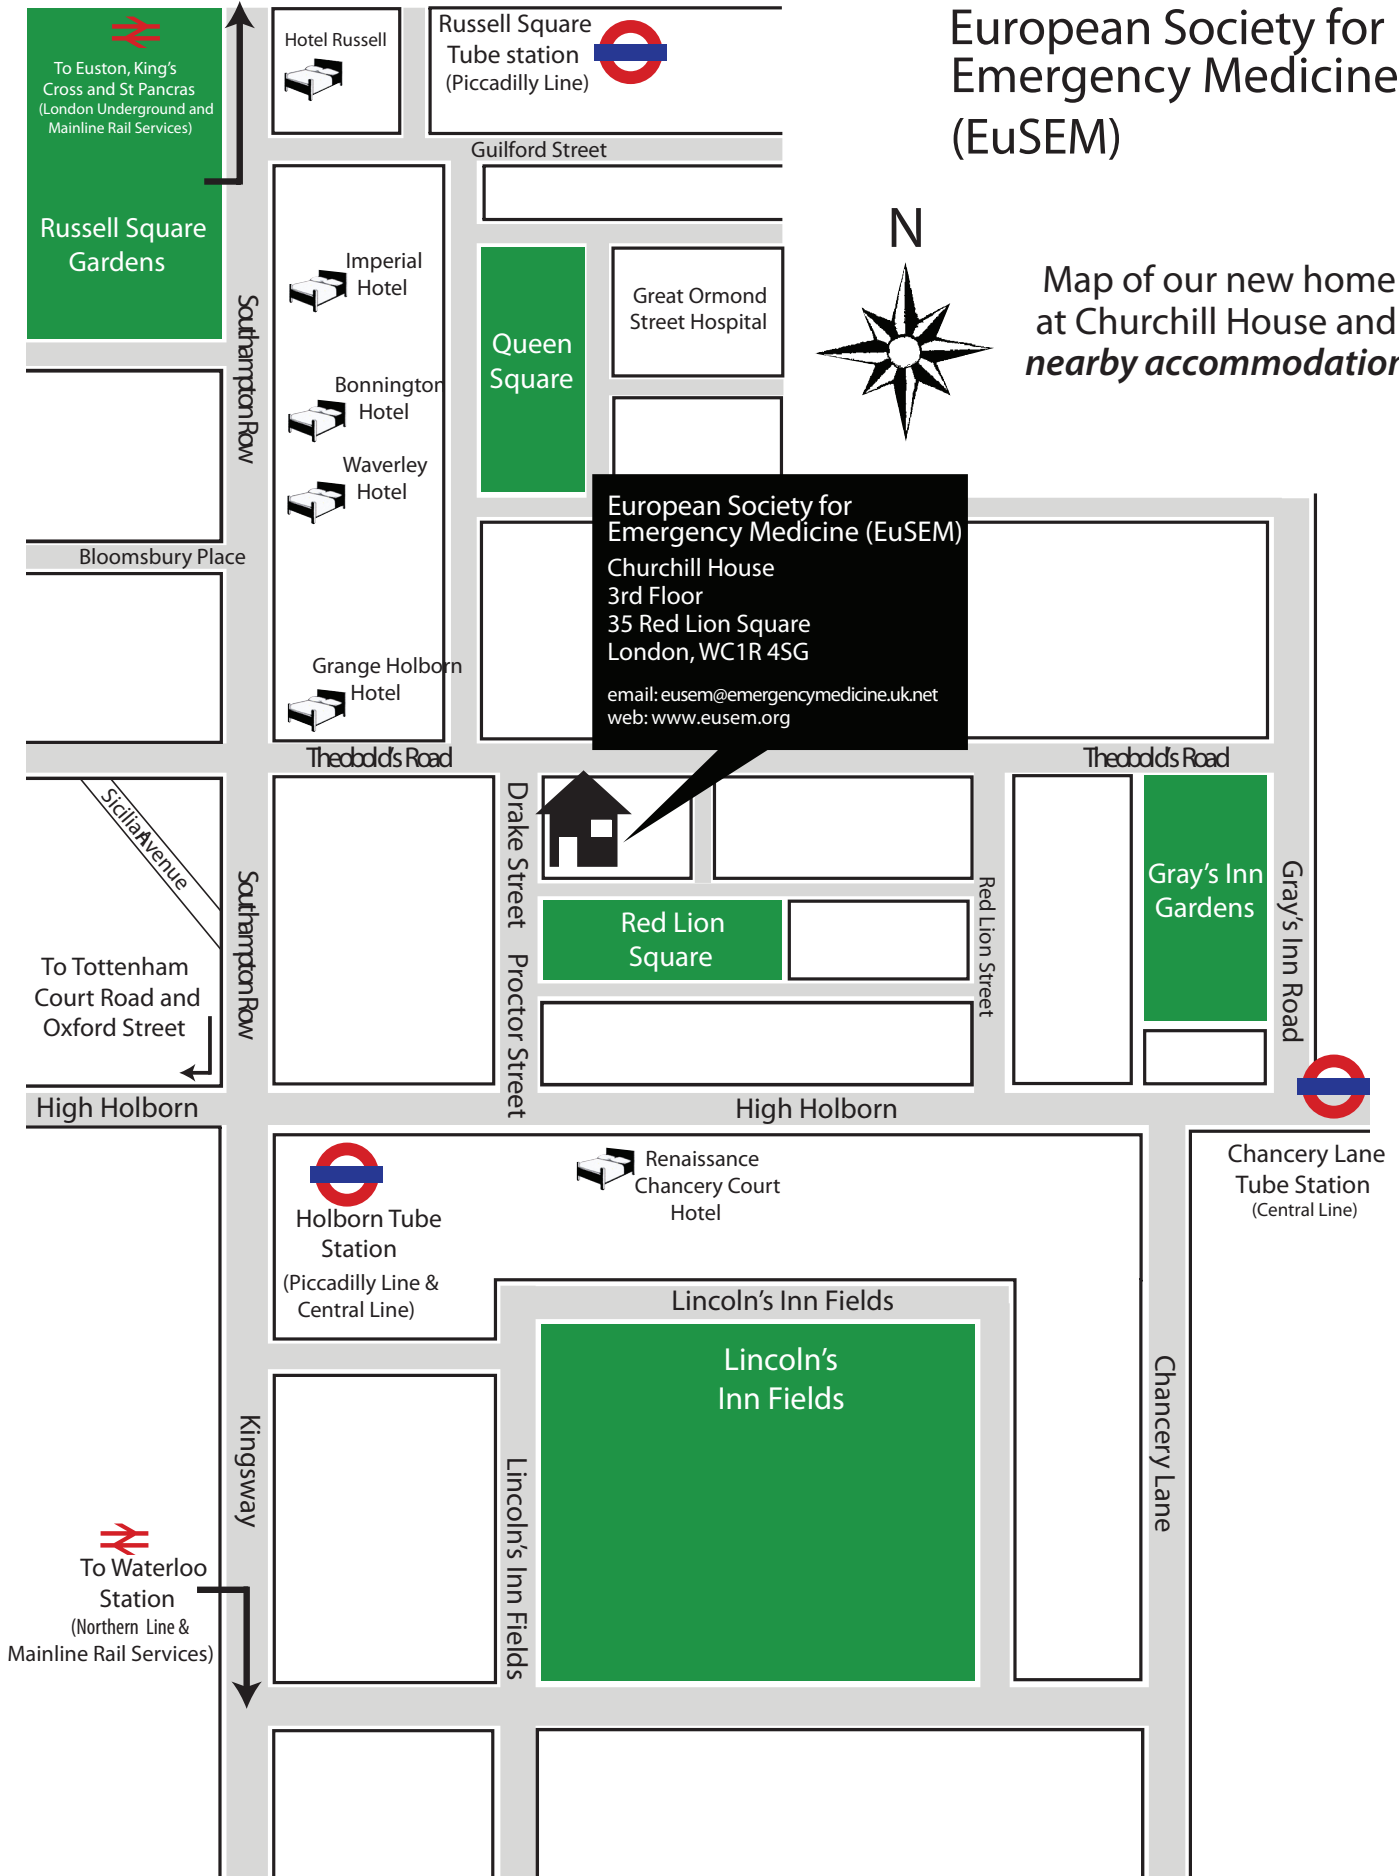 European Society for
Emergency Medicine
(EuSEM)
N
Map of our new home
at Churchill House and
nearby accommodation
To Euston, King's
Cross and St Pancras
(London Underground and
Mainline Rail Services)
Russell Square
Gardens
Hotel Russell
Russell Square
Tube station
(Piccadilly Line)
Guilford Street
Imperial
Hotel
Queen
Square
Great Ormond
Street Hospital
Southampton Row
Bonnington
Hotel
Waverley
Hotel
Bloomsbury Place
Grange Holborn
Hotel
European Society for
Emergency Medicine (EuSEM)
Churchill House
3rd Floor
35 Red Lion Square
London, WC1R 4SG
email: eusem@emergencymedicine.uk.net
web: www.eusem.org
Theobold's Road
Theobold's Road
Sicilian Avenue
Southampton Row
Drake Street
Proctor Street
Red Lion
Square
Red Lion Street
Gray's Inn
Gardens
Gray's Inn Road
To Tottenham
Court Road and
Oxford Street
High Holborn
High Holborn
Holborn Tube
Station
(Piccadilly Line &
Central Line)
Renaissance
Chancery Court
Hotel
Chancery Lane
Tube Station
(Central Line)
Lincoln's Inn Fields
Lincoln's
Inn Fields
Kingsway
Lincoln's Inn Fields
Chancery Lane
To Waterloo
Station
(Northern Line &
Mainline Rail Services)